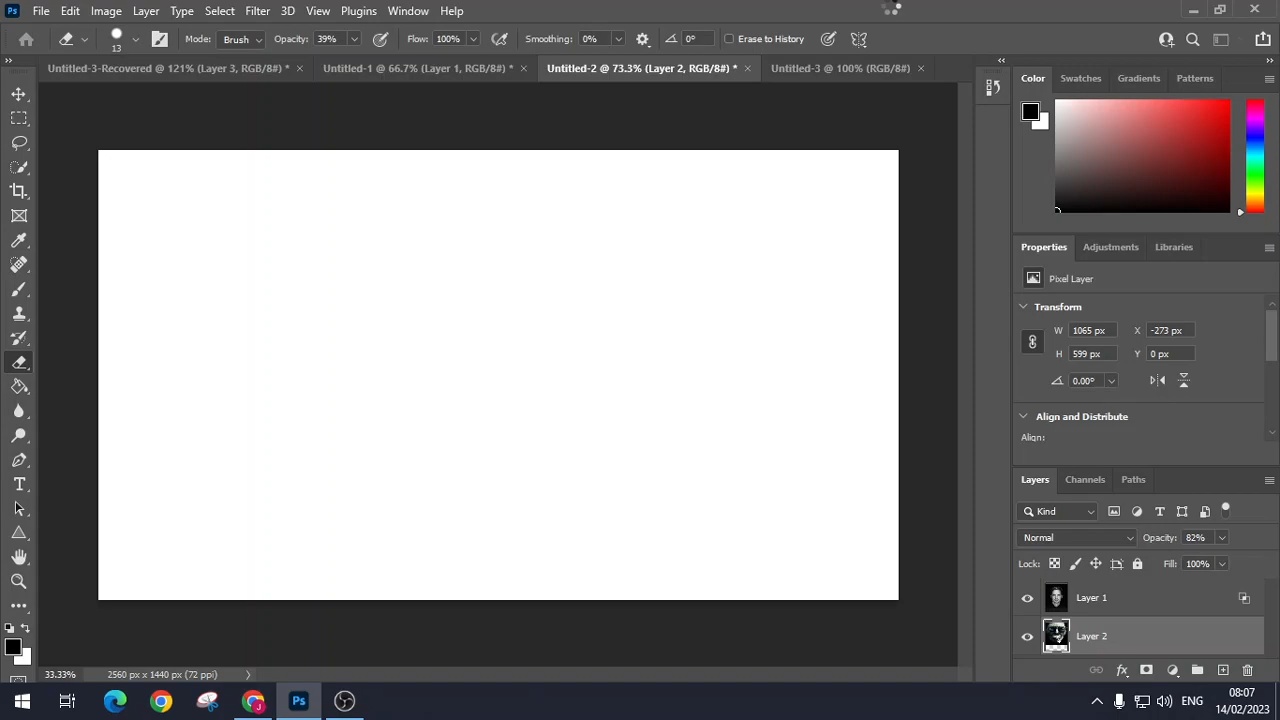 Ps File Edit Image Layer Type Select Filter 3D View Plugins Window Help
13 Mode: Brush Opacity: 39% Flow: 100% Smoothing: 0% 0° Erase to History
Untitled-3-Recovered @ 121% (Layer 3, RGB/8#) * Untitled-1 @ 66.7% (Layer 1, RGB/8#) * Untitled-2 @ 73.3% (Layer 2, RGB/8#) * Untitled-3 @ 100% (RGB/8#)
Color Swatches Gradients Patterns
Properties Adjustments Libraries
Pixel Layer
Transform
W 1065 px X -273 px
H 599 px Y 0 px
0.00°
Align and Distribute
Align:
Layers Channels Paths
Kind
Normal Opacity: 82%
Lock: Fill: 100%
Layer 1
Layer 2
33.33% 2560 px x 1440 px (72 ppi)
J Ps ENG 08:07
14/02/2023